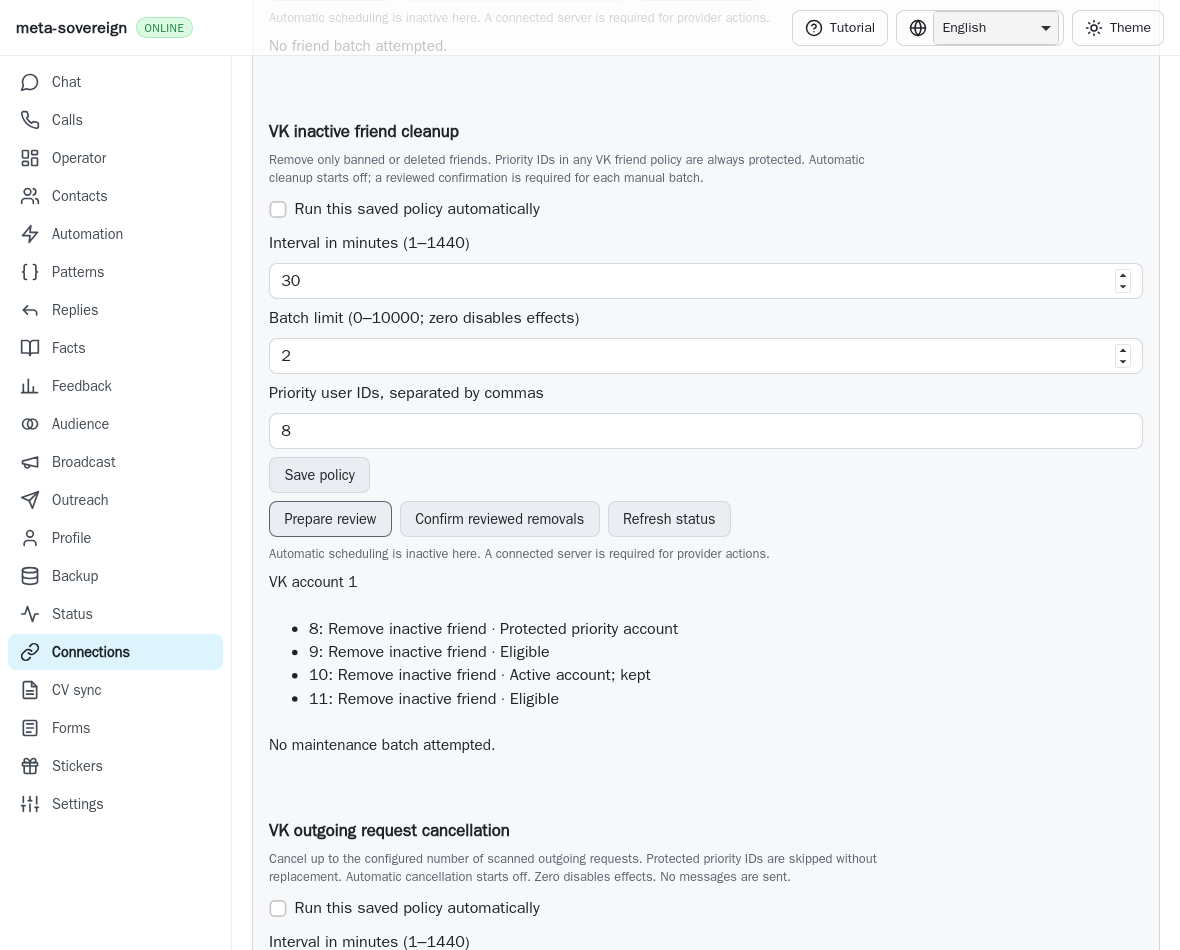 meta-sovereign ONLINE
Automatic scheduling is inactive here. A connected server is required for provider actions.
No friend batch attempted.
Tutorial
English
Theme
Chat
Calls
Operator
Contacts
Automation
Patterns
Replies
Facts
Feedback
Audience
Broadcast
Outreach
Profile
Backup
Status
Connections
CV sync
Forms
Stickers
Settings
VK inactive friend cleanup
Remove only banned or deleted friends. Priority IDs in any VK friend policy are always protected. Automatic
cleanup starts off; a reviewed confirmation is required for each manual batch.
Run this saved policy automatically
Interval in minutes (1–1440)
30
Batch limit (0–10000; zero disables effects)
2
Priority user IDs, separated by commas
8
Save policy
Prepare review Confirm reviewed removals Refresh status
Automatic scheduling is inactive here. A connected server is required for provider actions.
VK account 1
• 8: Remove inactive friend · Protected priority account
• 9: Remove inactive friend · Eligible
• 10: Remove inactive friend · Active account; kept
• 11: Remove inactive friend · Eligible
No maintenance batch attempted.
VK outgoing request cancellation
Cancel up to the configured number of scanned outgoing requests. Protected priority IDs are skipped without
replacement. Automatic cancellation starts off. Zero disables effects. No messages are sent.
Run this saved policy automatically
Interval in minutes (1–1440)